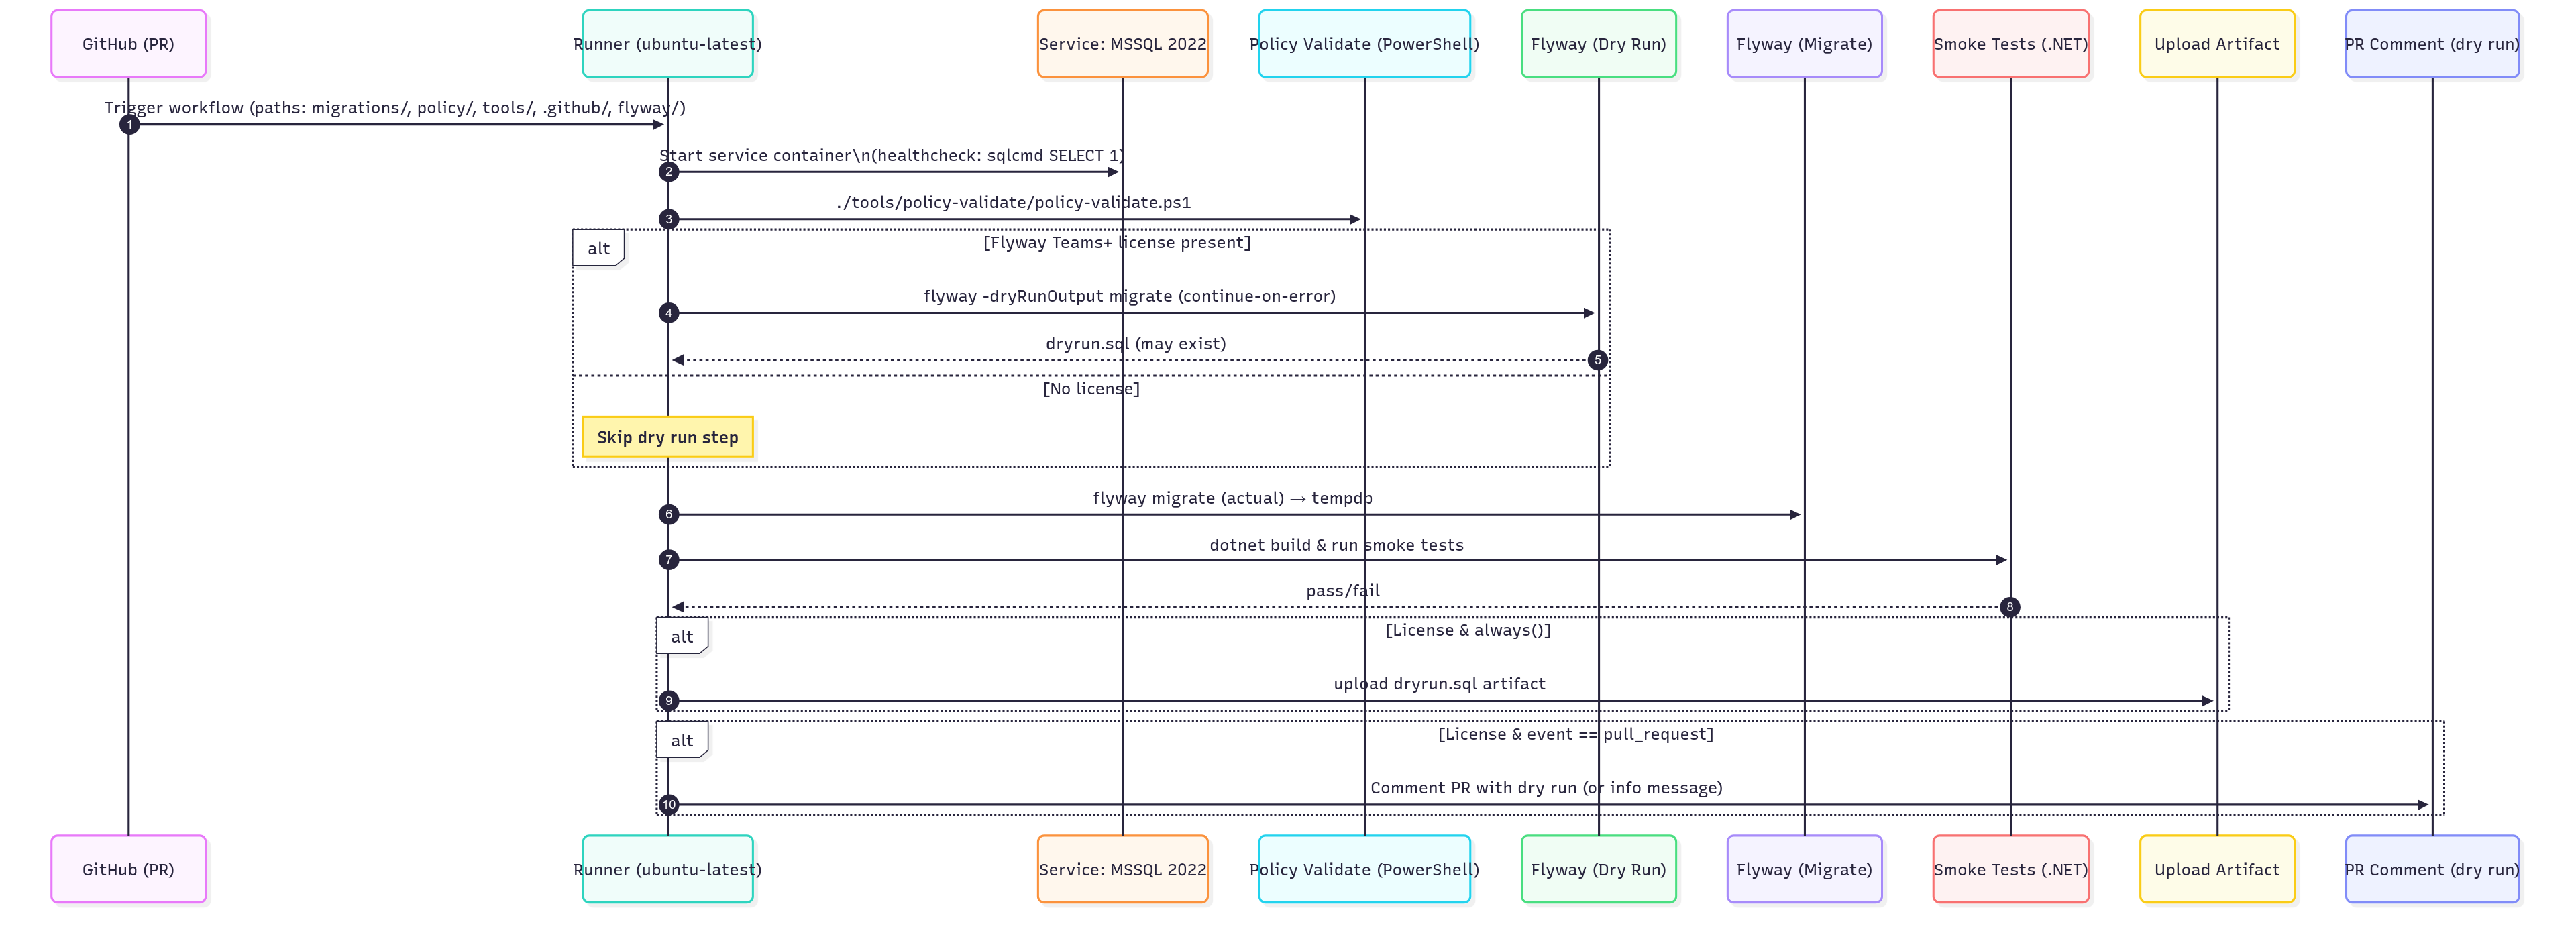 GitHub (PR)
Runner (ubuntu-latest)
Service: MSSQL 2022
Policy Validate (PowerShell)
Flyway (Dry Run)
Flyway (Migrate)
Smoke Tests (.NET)
Upload Artifact
PR Comment (dry run)
Trigger workflow (paths: migrations/, policy/, tools/, .github/, flyway/)
1
Start service container\n(healthcheck: sqlcmd SELECT 1)
2
./tools/policy-validate/policy-validate.ps1
3
alt
[Flyway Teams+ license present]
flyway -dryRunOutput migrate (continue-on-error)
4
dryrun.sql (may exist)
5
[No license]
Skip dry run step
flyway migrate (actual) → tempdb
6
dotnet build & run smoke tests
7
pass/fail
8
alt
[License & always()]
upload dryrun.sql artifact
9
alt
[License & event == pull_request]
Comment PR with dry run (or info message)
10
GitHub (PR)
Runner (ubuntu-latest)
Service: MSSQL 2022
Policy Validate (PowerShell)
Flyway (Dry Run)
Flyway (Migrate)
Smoke Tests (.NET)
Upload Artifact
PR Comment (dry run)